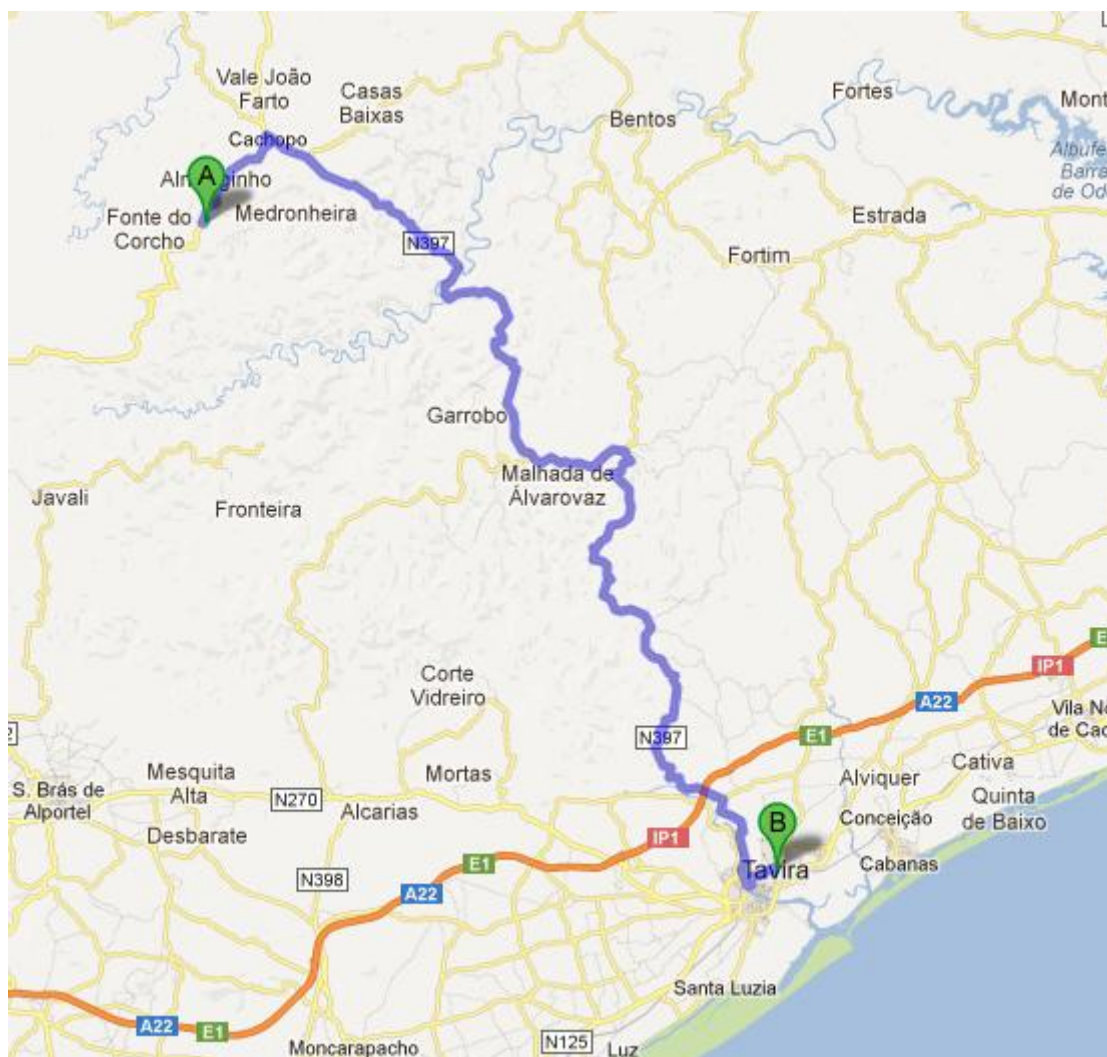 L
Vale João
Farto
Casas
Baixas
Fortes
Mont
Bentos
Cachopo
Albufe
Barra
de Od
A
Medronheira
Fonte do
Corcho
Estrada
N397
Fortim
Garrobo
Malhada de
Álvarovaz
Javali
Fronteira
E
IP1
Corte
Vidreiro
A22
Vila No
de Cac
2
N397
E1
Mesquita
Alta
Mortas
Alviquer
Cativa
S. Brás de
Alportel
N270
Alcarias
Quinta
de Baixo
Conceição
Desbarate
IP1
B
E1
Tavira
Cabanas
N398
A22
Santa Luzia
A22
E1
N125
Moncarapacho
Luz